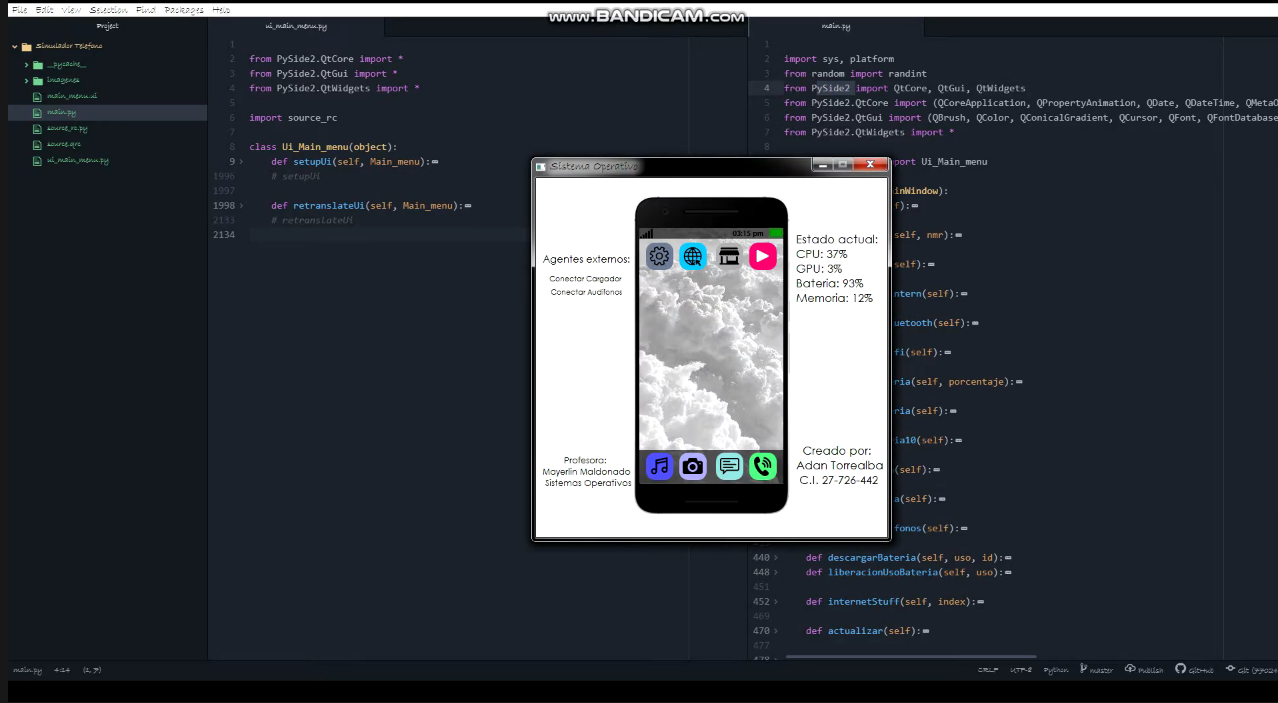 File Edit View Selection Find Packages Help
www.BANDICAM.com
Project
Simulador Telefono
__pycache__
Imagenes
main_menu.ui
main.py
source_rc.py
source.qrc
ui_main_menu.py
ui_main_menu.py
1
2 from PySide2.QtCore import *
3 from PySide2.QtGui import *
4 from PySide2.QtWidgets import *
5
6 import source_rc
7
8 class Ui_Main_menu(object):
9 def setupUi(self, Main_menu):
1996 # setupUi
1997
1998 def retranslateUi(self, Main_menu):
2133 # retranslateUi
2134
main.py
1
2 import sys, platform
3 from random import randint
4 from PySide2 import QtCore, QtGui, QtWidgets
5 from PySide2.QtCore import (QCoreApplication, QPropertyAnimation, QDate, QDateTime, QMetaO
6 from PySide2.QtGui import (QBrush, QColor, QConicalGradient, QCursor, QFont, QFontDatabase
7 from PySide2.QtWidgets import *
8
port Ui_Main_menu
inWindow):
f):
self, nmr):
self):
ntern(self):
uetooth(self):
fi(self):
ria(self, porcentaje):
ria(self):
ria10(self):
(self):
a(self):
fonos(self):
440 def descargarBateria(self, uso, id):
448 def liberacionUsoBateria(self, uso):
451
452 def internetStuff(self, index):
469
470 def actualizar(self):
477
478
Sistema Operativo
03:15 pm
Agentes externos:
Conectar Cargador
Conectar Audifonos
Estado actual:
CPU: 37%
GPU: 3%
Bateria: 93%
Memoria: 12%
Profesora:
Mayerlin Maldonado
Sistemas Operativos
Creado por:
Adan Torrealba
C.I. 27-726-442
main.py 4:14 (1, 7)
CRLF UTF-8 Python master Publish GitHub Git